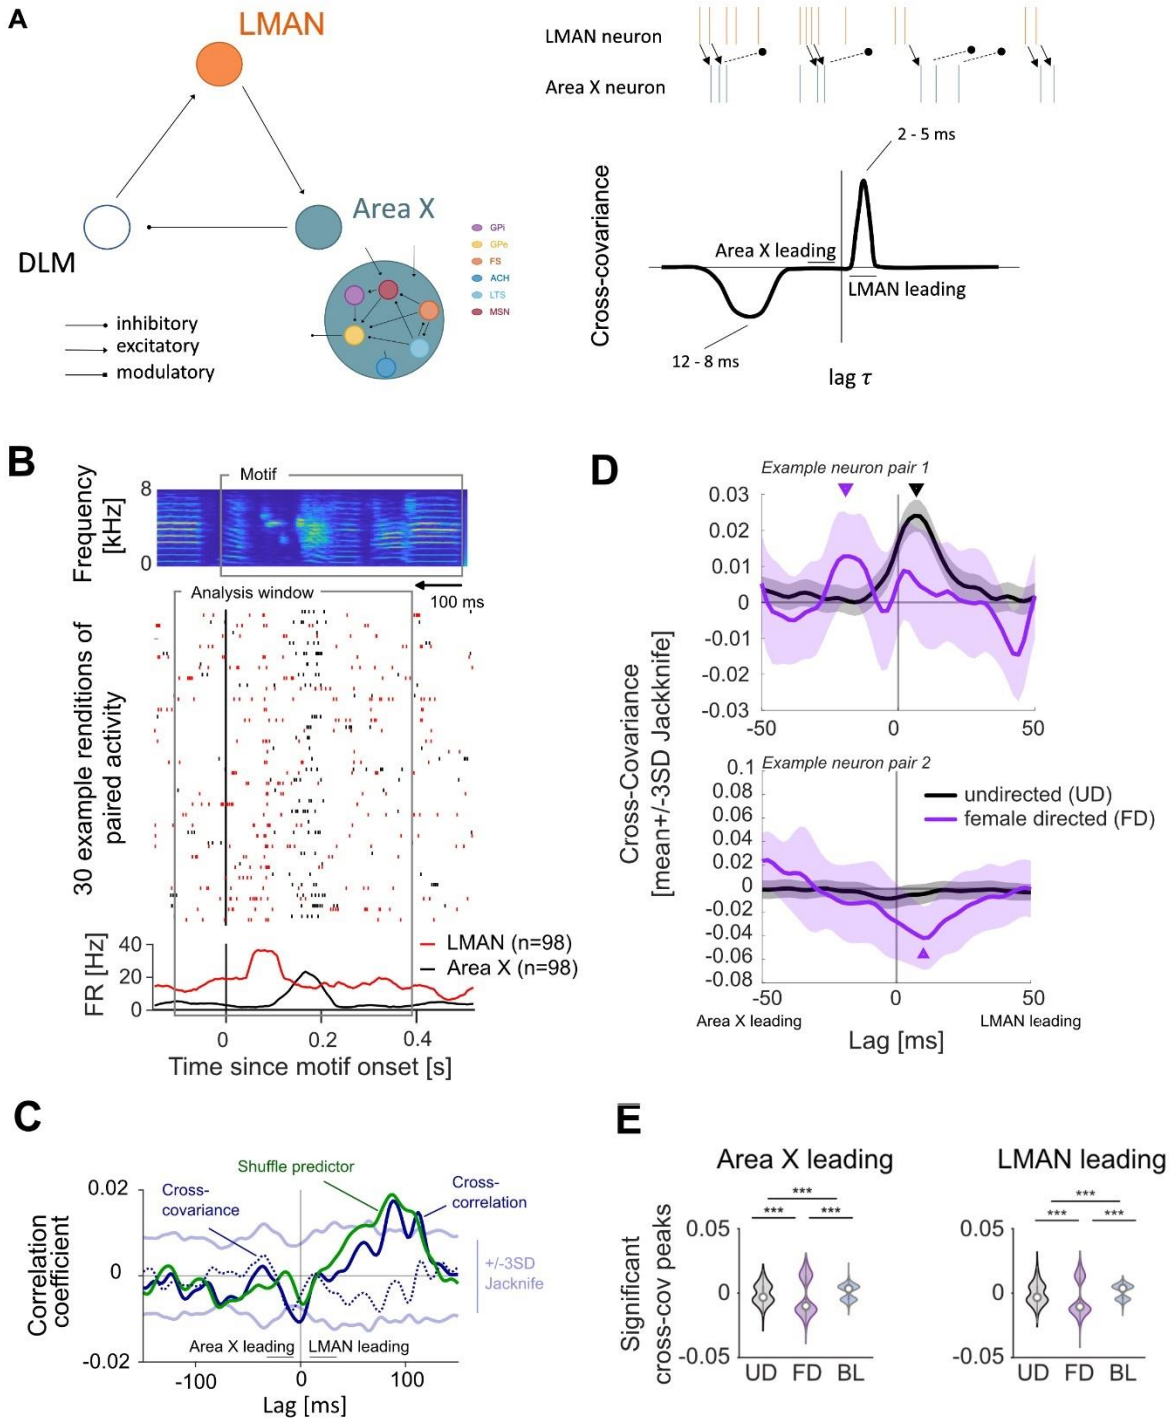 A
LMAN
DLM
Area X
GPi
GPe
FS
ACH
LTS
MSN
inhibitory
excitatory
modulatory
LMAN neuron
Area X neuron
2 - 5 ms
Cross-covariance
Area X leading
LMAN leading
12 - 8 ms
lag τ
B
Motif
Frequency
[kHz]
8
0
100 ms
Analysis window
30 example renditions of
paired activity
FR [Hz]
40
20
0
LMAN (n=98)
Area X (n=98)
0
0.2
0.4
Time since motif onset [s]
C
Shuffle predictor
Cross-
covariance
Cross-
correlation
+/-3SD
Jacknife
Correlation
coefficient
0.02
0
-0.02
Area X leading
LMAN leading
-100
0
100
Lag [ms]
D
Example neuron pair 1
0.03
0.02
0.01
0
-0.01
-0.02
-0.03
-50
0
50
Cross-Covariance
[mean+/-3SD Jackknife]
Example neuron pair 2
0.1
0.08
0.06
0.04
0.02
0
-0.02
-0.04
-0.06
-0.08
undirected (UD)
female directed (FD)
-50
0
50
Area X leading
LMAN leading
Lag [ms]
E
Area X leading
LMAN leading
Significant
cross-cov peaks
***
***
***
0.05
0
-0.05
UD
FD
BL
***
***
***
0.05
0
-0.05
UD
FD
BL